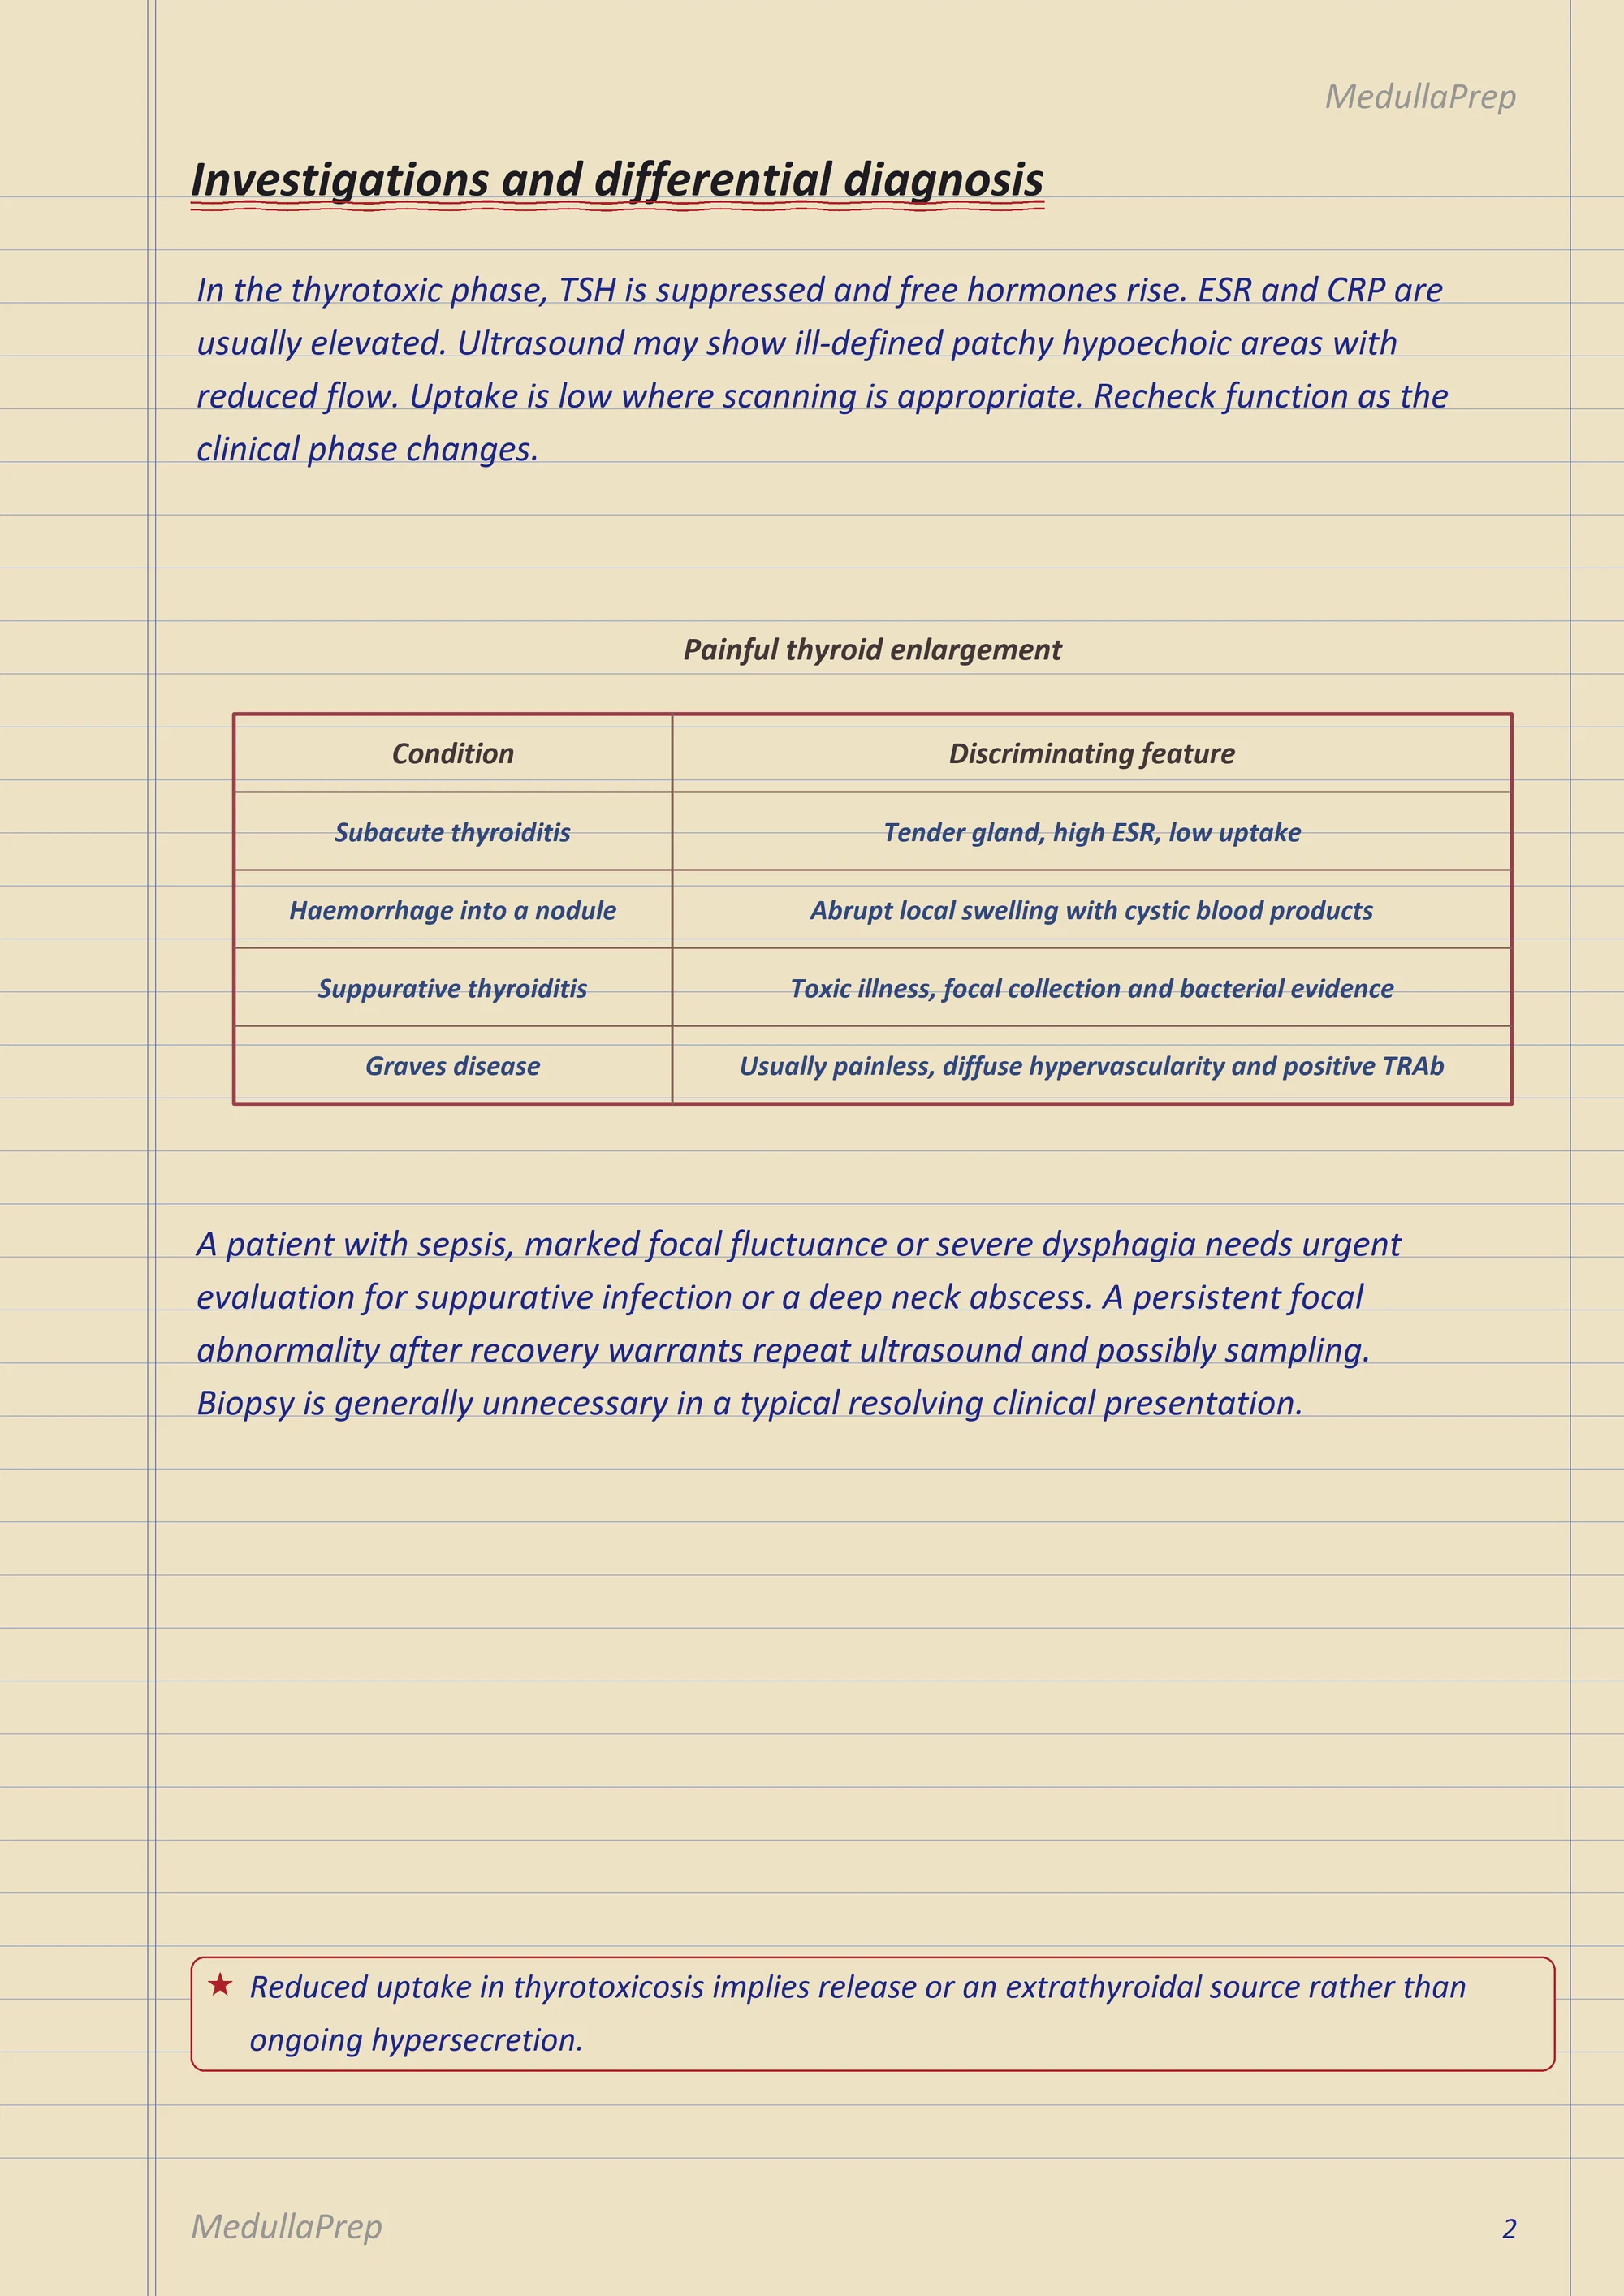 MedullaPrep
Investigations and differential diagnosis
In the thyrotoxic phase, TSH is suppressed and free hormones rise. ESR and CRP are
usually elevated. Ultrasound may show ill-defined patchy hypoechoic areas with
reduced flow. Uptake is low where scanning is appropriate. Recheck function as the
clinical phase changes.
Painful thyroid enlargement
Condition Discriminating feature
Subacute thyroiditis Tender gland, high ESR, low uptake
Haemorrhage into a nodule Abrupt local swelling with cystic blood products
Suppurative thyroiditis Toxic illness, focal collection and bacterial evidence
Graves disease Usually painless, diffuse hypervascularity and positive TRAb
A patient with sepsis, marked focal fluctuance or severe dysphagia needs urgent
evaluation for suppurative infection or a deep neck abscess. A persistent focal
abnormality after recovery warrants repeat ultrasound and possibly sampling.
Biopsy is generally unnecessary in a typical resolving clinical presentation.
★ Reduced uptake in thyrotoxicosis implies release or an extrathyroidal source rather than
ongoing hypersecretion.
MedullaPrep 2